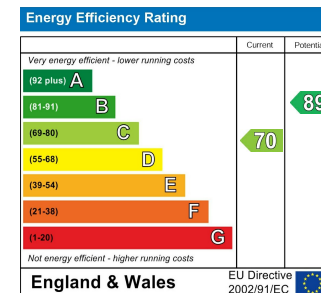 Energy Efficiency Rating
Current Potentia
Very energy efficient - lower running costs
(92 plus) A
(81-91) B 89
(69-80) C 70
(55-68) D
(39-54) E
(21-38) F
(1-20) G
Not energy efficient - higher running costs
England & Wales
EU Directive
2002/91/EC